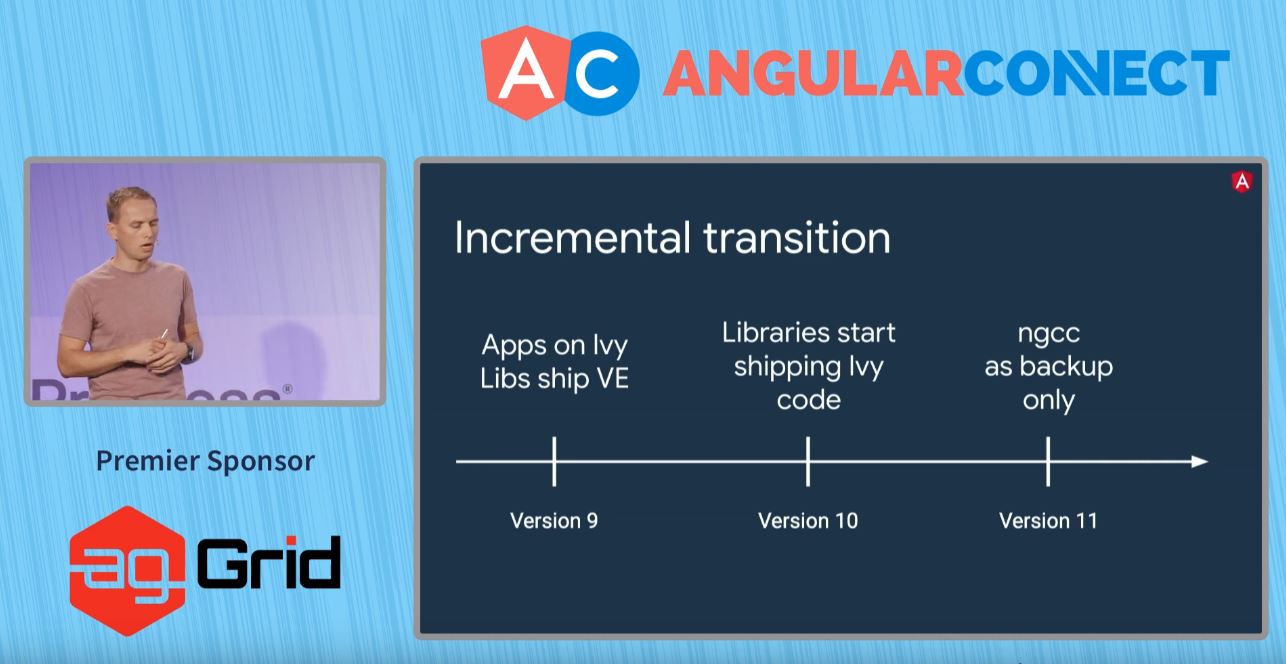 AC ANGULARCONNECT
Incremental transition
Apps on Ivy
Libs ship VE
Libraries start
shipping Ivy
code
ngcc
as backup
only
Version 9
Version 10
Version 11
Premier Sponsor
ag Grid